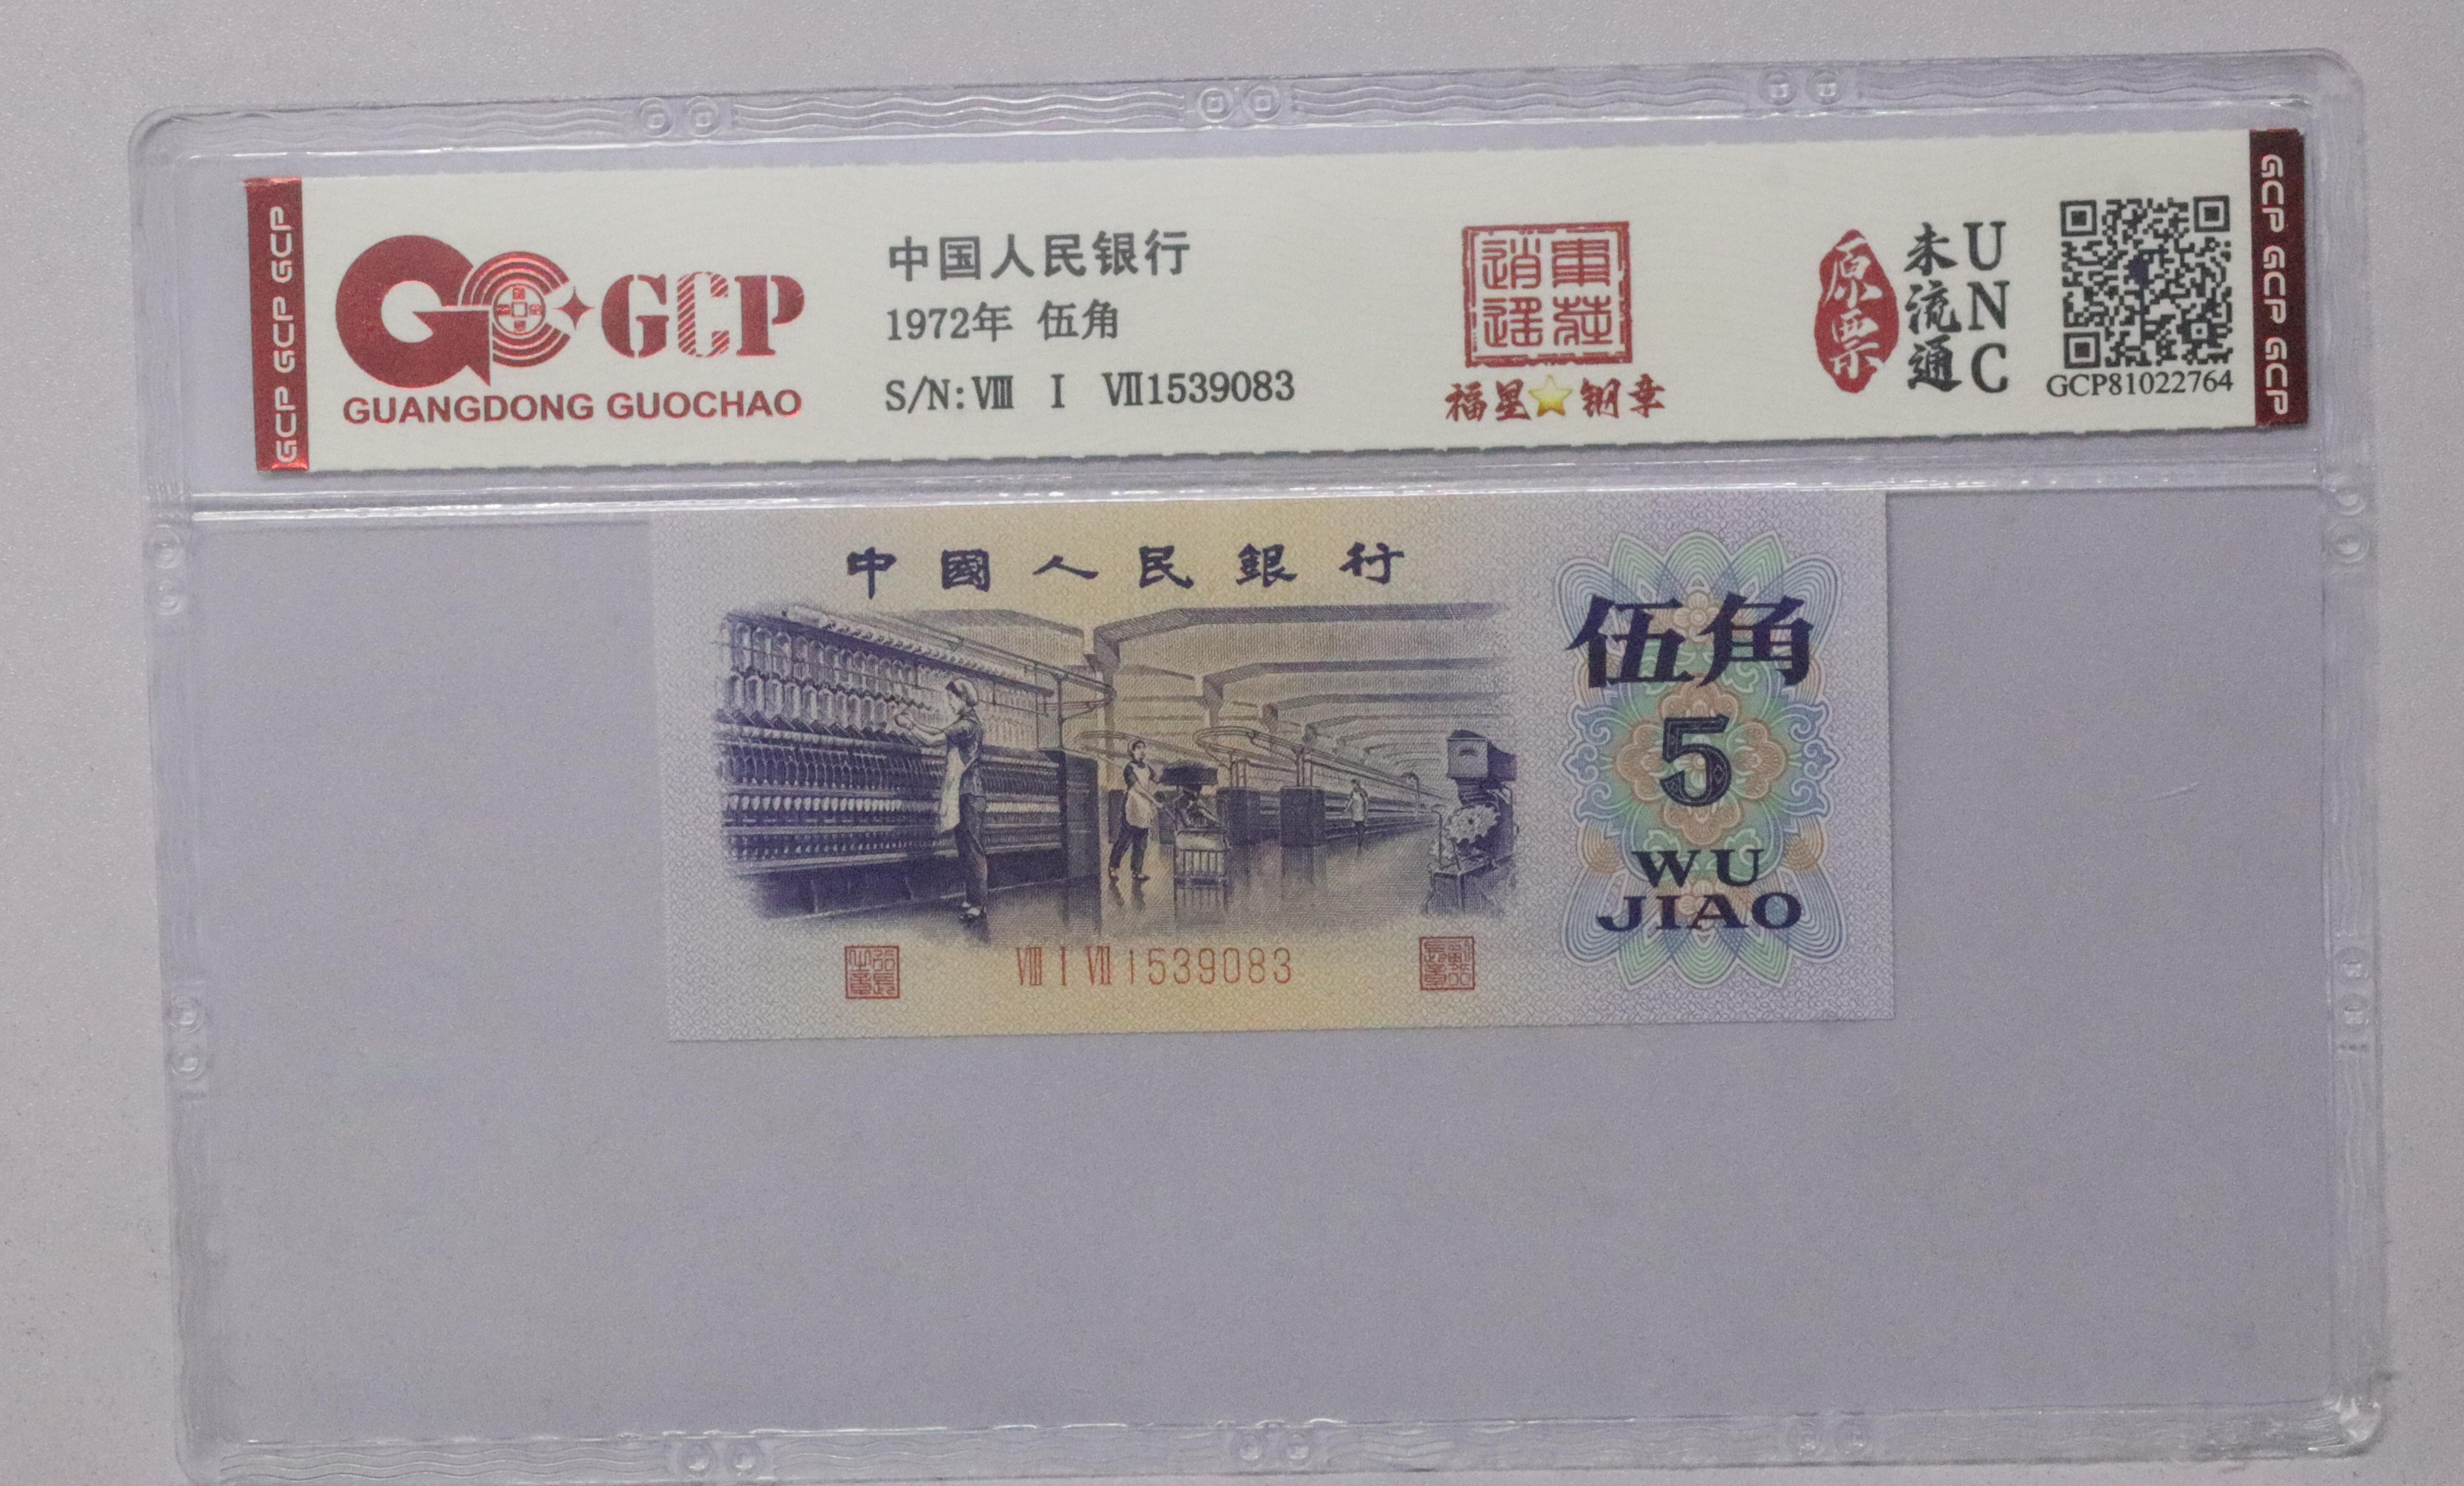 GCP GCP GCP
GCP
GUANGDONG GUOCHAO
中国人民银行
1972年 伍角
S/N:Ⅷ Ⅰ Ⅶ1539083
福星⭐钢章
原票
未流通
UNC
GCP81022764
GCP GCP GCP
中國人民銀行
伍角
5
WU
JIAO
Ⅷ Ⅰ Ⅶ 1539083